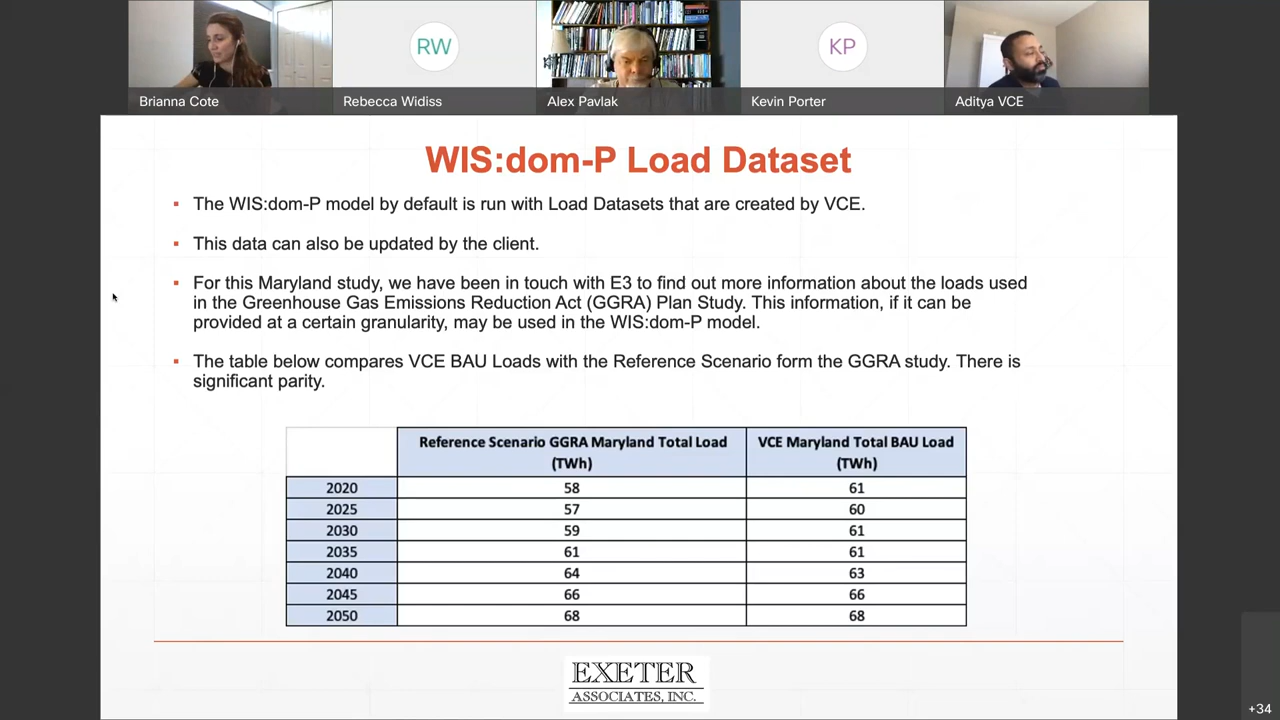 RW
KP
Brianna Cote
Rebecca Widiss
Alex Pavlak
Kevin Porter
Aditya VCE
WIS:dom-P Load Dataset
The WIS:dom-P model by default is run with Load Datasets that are created by VCE.
This data can also be updated by the client.
For this Maryland study, we have been in touch with E3 to find out more information about the loads used
in the Greenhouse Gas Emissions Reduction Act (GGRA) Plan Study. This information, if it can be
provided at a certain granularity, may be used in the WIS:dom-P model.
The table below compares VCE BAU Loads with the Reference Scenario form the GGRA study. There is
significant parity.
Reference Scenario GGRA Maryland Total Load (TWh) VCE Maryland Total BAU Load (TWh)
2020 58 61
2025 57 60
2030 59 61
2035 61 61
2040 64 63
2045 66 66
2050 68 68
EXETER
ASSOCIATES, INC.
+34